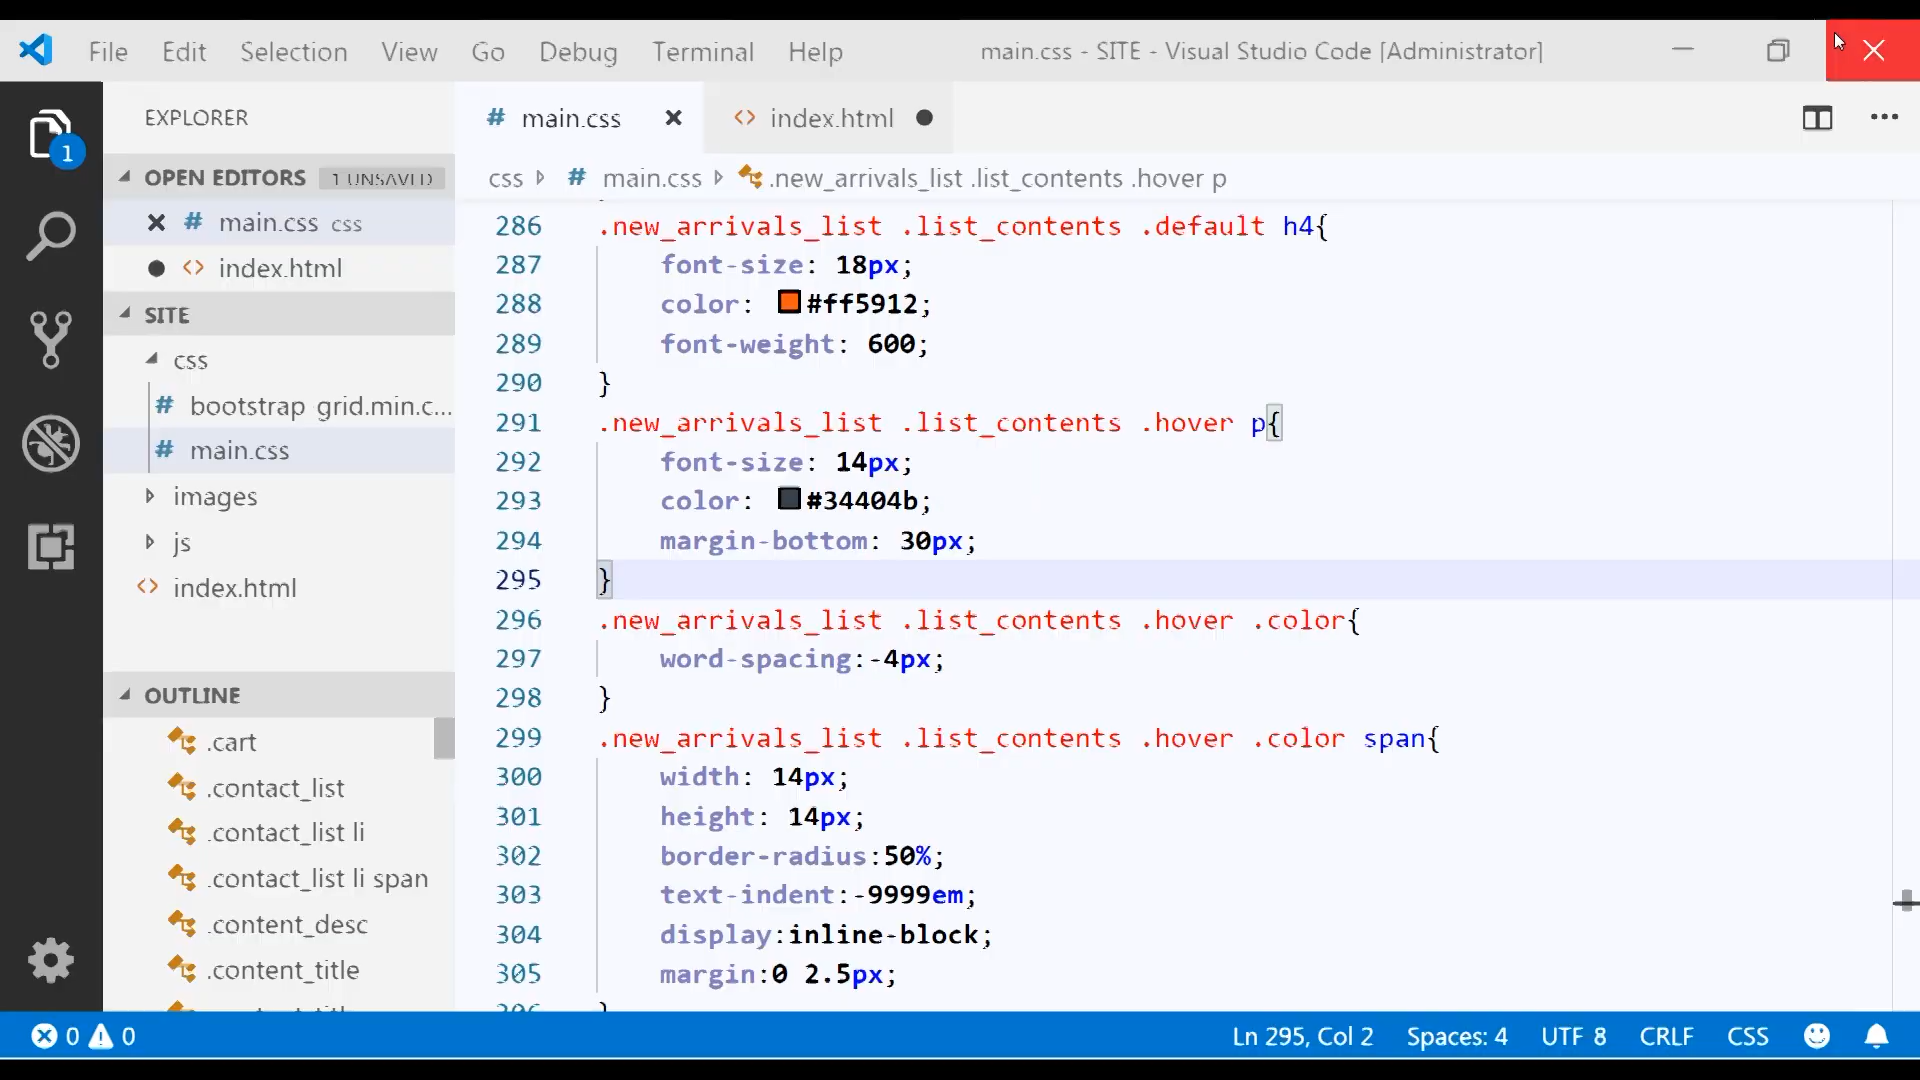 File Edit Selection View Go Debug Terminal Help main.css - SITE - Visual Studio Code [Administrator]
EXPLORER
# main.css
<> index.html
1
OPEN EDITORS 1 UNSAVED
css # main.css .new_arrivals_list .list_contents .hover p
# main.css css
<> index.html
SITE
css
# bootstrap grid.min.c...
# main.css
images
js
<> index.html
OUTLINE
.cart
.contact_list
.contact_list li
.contact_list li span
.content_desc
.content_title
286 .new_arrivals_list .list_contents .default h4{
287 font-size: 18px;
288 color: #ff5912;
289 font-weight: 600;
290 }
291 .new_arrivals_list .list_contents .hover p{
292 font-size: 14px;
293 color: #34404b;
294 margin-bottom: 30px;
295 }
296 .new_arrivals_list .list_contents .hover .color{
297 word-spacing:-4px;
298 }
299 .new_arrivals_list .list_contents .hover .color span{
300 width: 14px;
301 height: 14px;
302 border-radius:50%;
303 text-indent:-9999em;
304 display:inline-block;
305 margin:0 2.5px;
0 0 Ln 295, Col 2 Spaces: 4 UTF 8 CRLF CSS